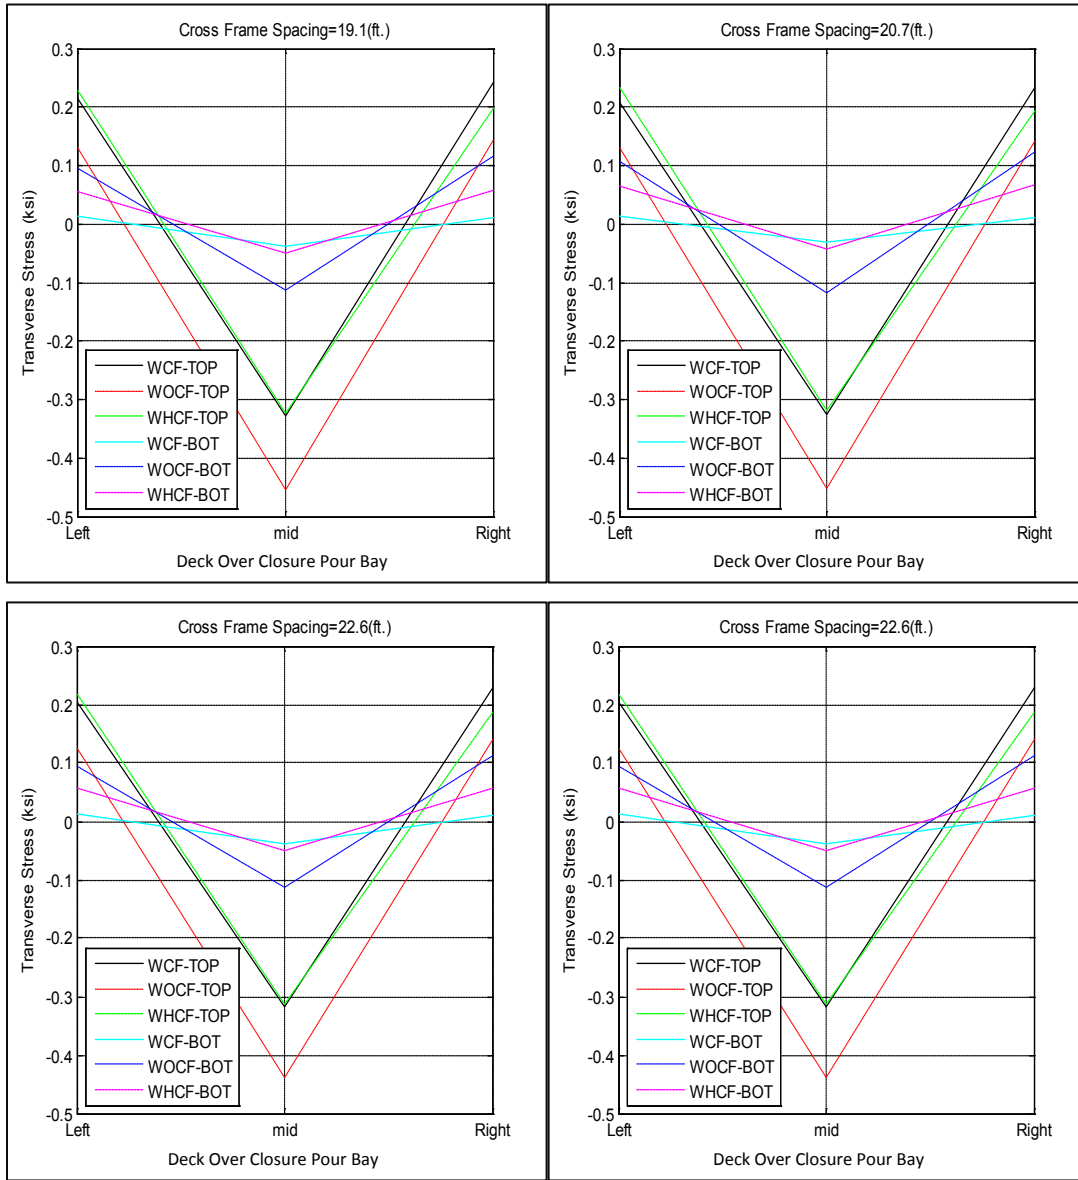 Cross Frame Spacing=19.1(ft.)
0.3
0.2
0.1
0
-0.1
-0.2
-0.3
-0.4
-0.5
Transverse Stress (ksi)
WCF-TOP
WOCF-TOP
WHCF-TOP
WCF-BOT
WOCF-BOT
WHCF-BOT
Left mid Right
Deck Over Closure Pour Bay
Cross Frame Spacing=20.7(ft.)
0.3
0.2
0.1
0
-0.1
-0.2
-0.3
-0.4
-0.5
Transverse Stress (ksi)
WCF-TOP
WOCF-TOP
WHCF-TOP
WCF-BOT
WOCF-BOT
WHCF-BOT
Left mid Right
Deck Over Closure Pour Bay
Cross Frame Spacing=22.6(ft.)
0.3
0.2
0.1
0
-0.1
-0.2
-0.3
-0.4
-0.5
Transverse Stress (ksi)
WCF-TOP
WOCF-TOP
WHCF-TOP
WCF-BOT
WOCF-BOT
WHCF-BOT
Left mid Right
Deck Over Closure Pour Bay
Cross Frame Spacing=22.6(ft.)
0.3
0.2
0.1
0
-0.1
-0.2
-0.3
-0.4
-0.5
Transverse Stress (ksi)
WCF-TOP
WOCF-TOP
WHCF-TOP
WCF-BOT
WOCF-BOT
WHCF-BOT
Left mid Right
Deck Over Closure Pour Bay